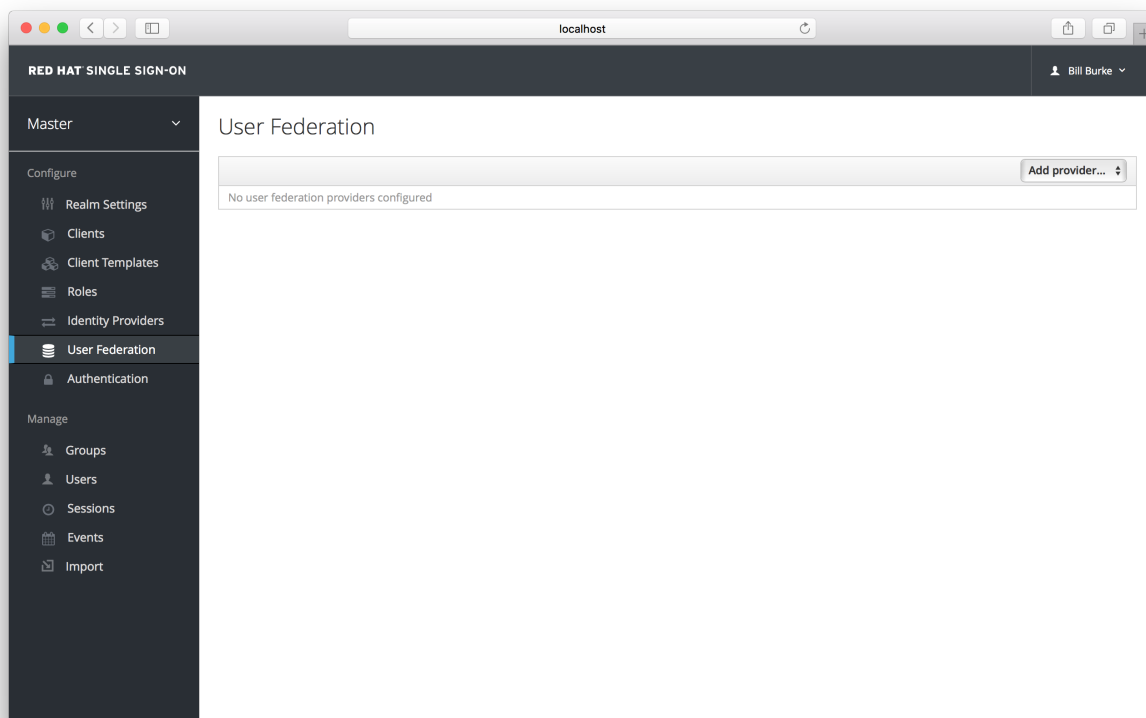 localhost
RED HAT SINGLE SIGN-ON
Bill Burke
Master
Configure
Realm Settings
Clients
Client Templates
Roles
Identity Providers
User Federation
Authentication
Manage
Groups
Users
Sessions
Events
Import
User Federation
Add provider...
No user federation providers configured